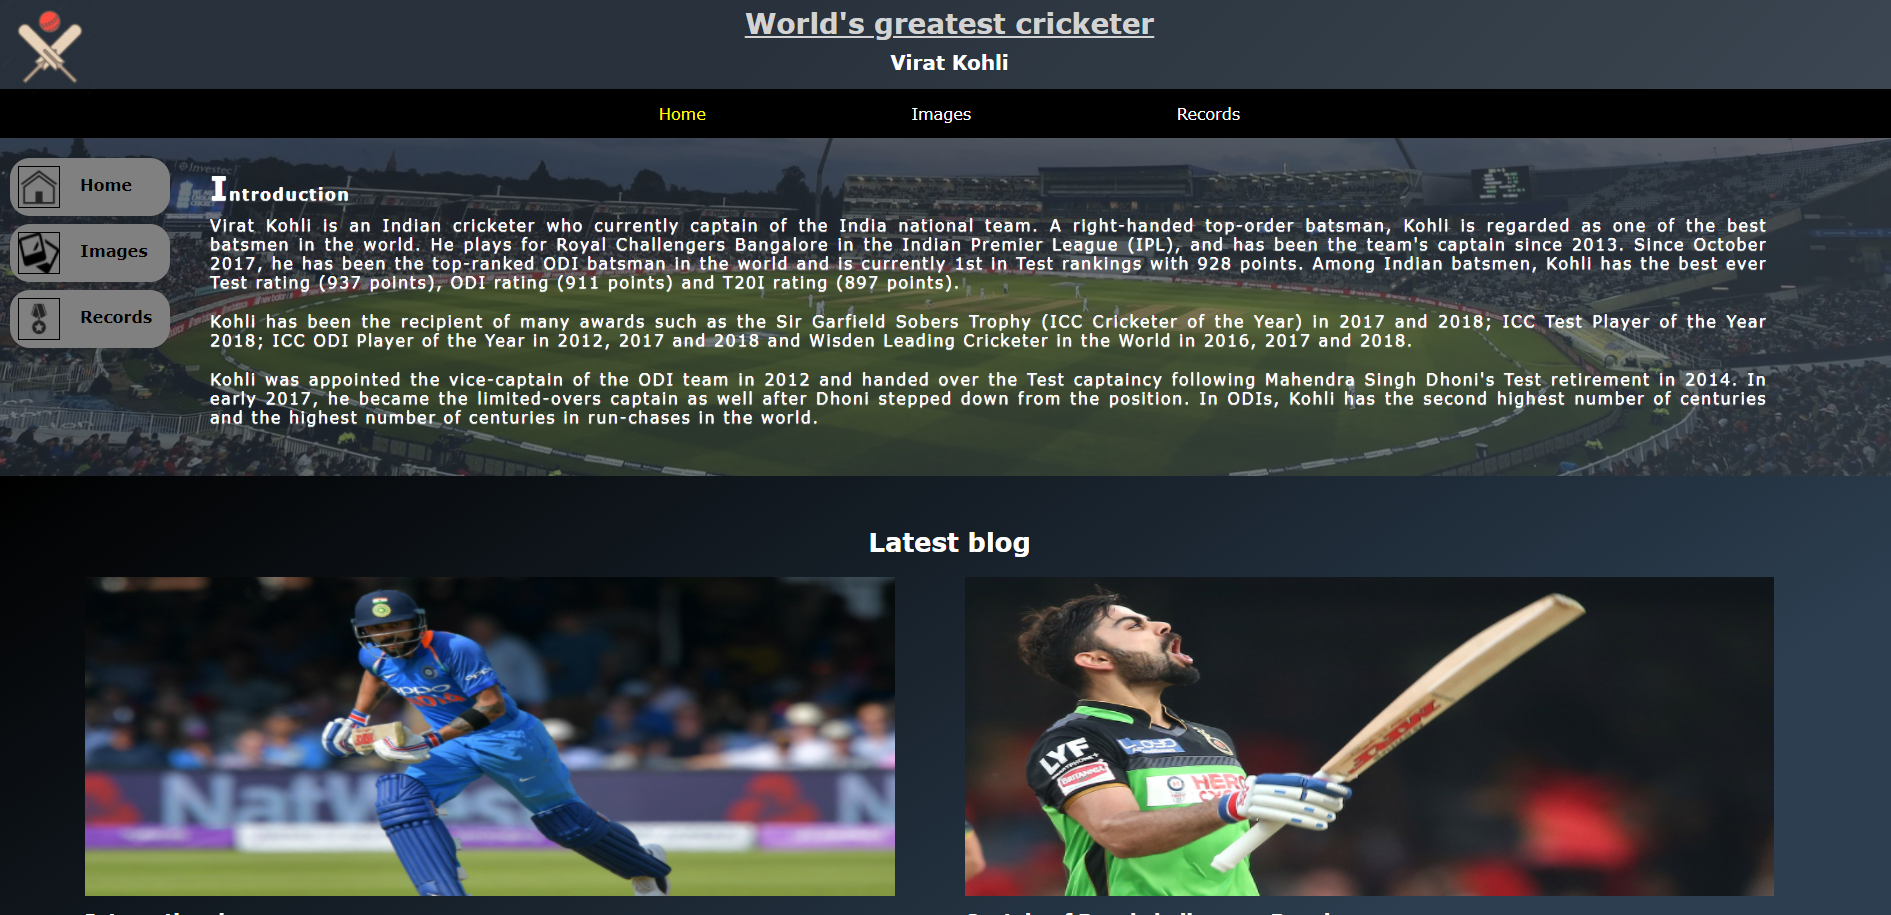 World's greatest cricketer
Virat Kohli
Home Images Records
Home
Images
Records
Introduction
Virat Kohli is an Indian cricketer who currently captain of the India national team. A right-handed top-order batsman, Kohli is regarded as one of the best
batsmen in the world. He plays for Royal Challengers Bangalore in the Indian Premier League (IPL), and has been the team's captain since 2013. Since October
2017, he has been the top-ranked ODI batsman in the world and is currently 1st in Test rankings with 928 points. Among Indian batsmen, Kohli has the best ever
Test rating (937 points), ODI rating (911 points) and T20I rating (897 points).
Kohli has been the recipient of many awards such as the Sir Garfield Sobers Trophy (ICC Cricketer of the Year) in 2017 and 2018; ICC Test Player of the Year
2018; ICC ODI Player of the Year in 2012, 2017 and 2018 and Wisden Leading Cricketer in the World in 2016, 2017 and 2018.
Kohli was appointed the vice-captain of the ODI team in 2012 and handed over the Test captaincy following Mahendra Singh Dhoni's Test retirement in 2014. In
early 2017, he became the limited-overs captain as well after Dhoni stepped down from the position. In ODIs, Kohli has the second highest number of centuries
and the highest number of centuries in run-chases in the world.
Investec
Latest blog
oppo
NatWes
N
LYF
SMARTPHONE+
BRITANNIA
HERO